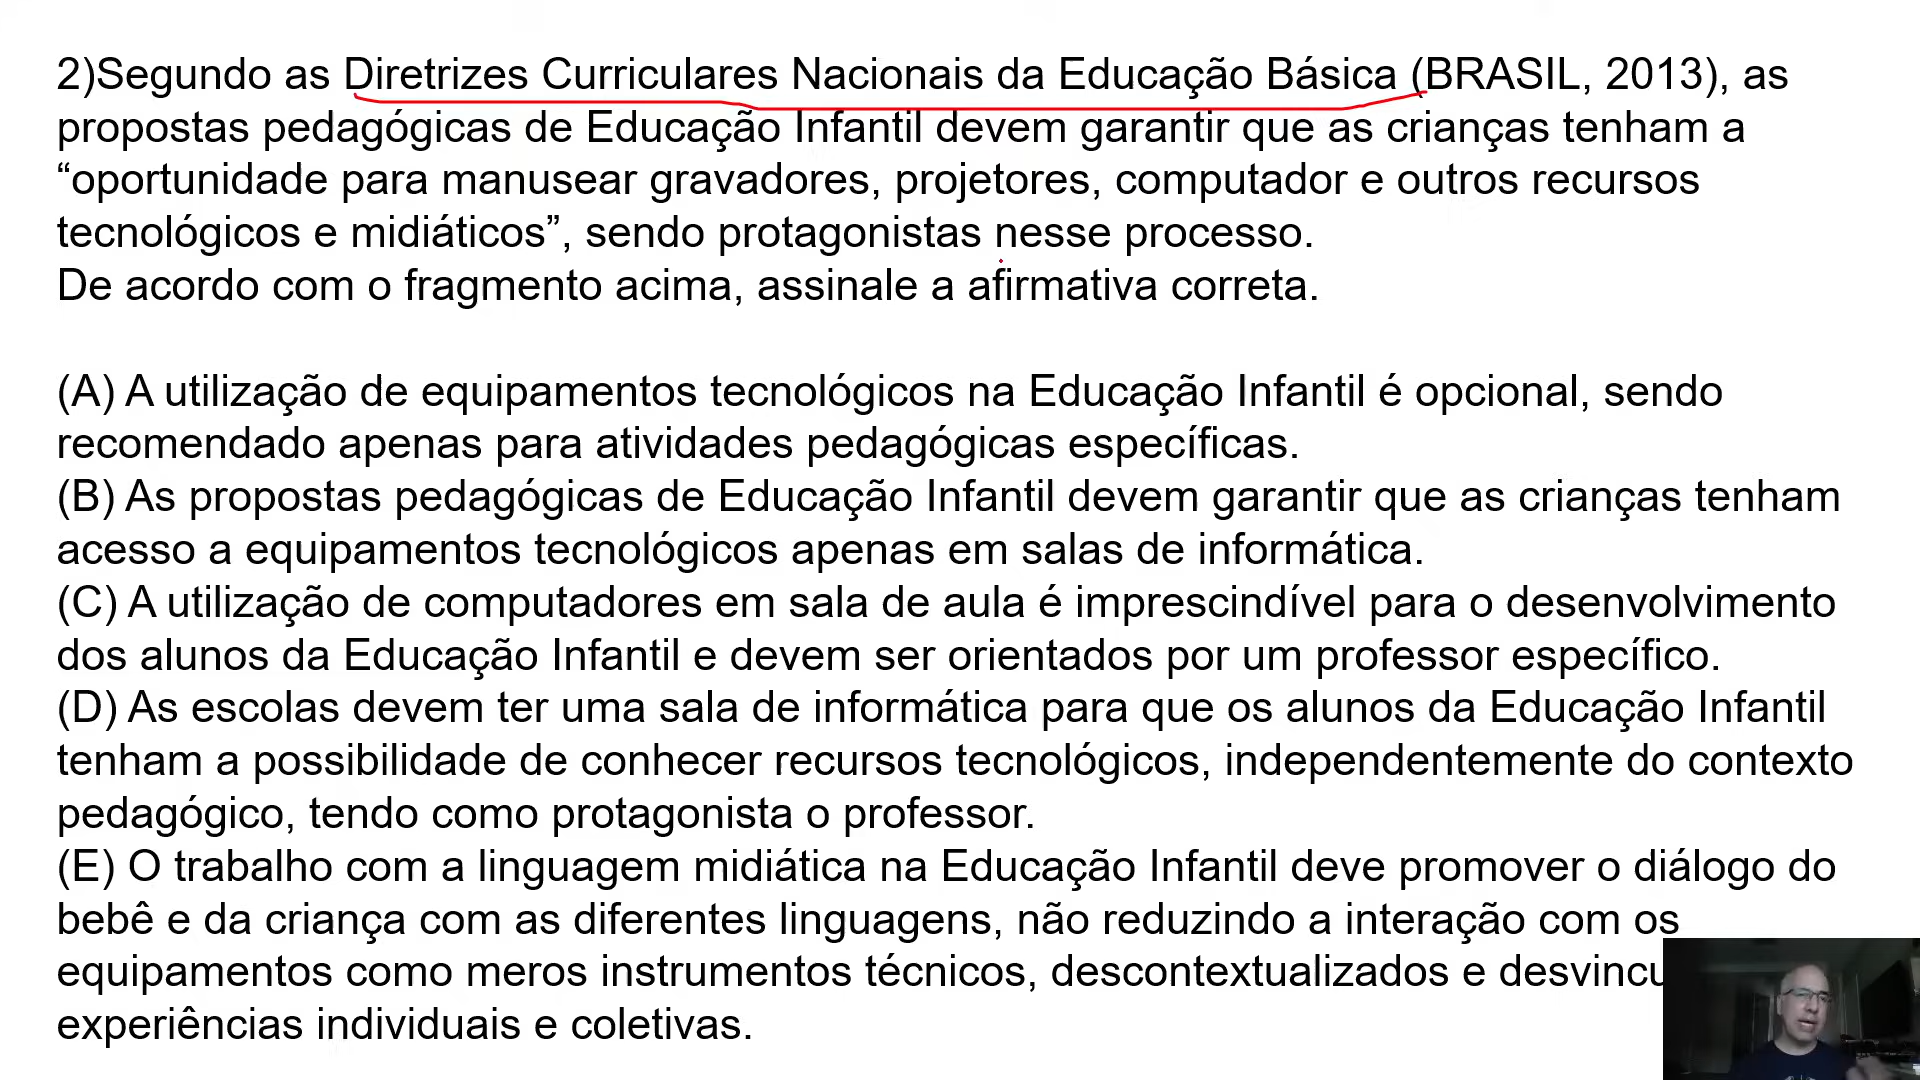 2)Segundo as Diretrizes Curriculares Nacionais da Educação Básica (BRASIL, 2013), as
propostas pedagógicas de Educação Infantil devem garantir que as crianças tenham a
“oportunidade para manusear gravadores, projetores, computador e outros recursos
tecnológicos e midiáticos”, sendo protagonistas nesse processo.
De acordo com o fragmento acima, assinale a afirmativa correta.
(A) A utilização de equipamentos tecnológicos na Educação Infantil é opcional, sendo
recomendado apenas para atividades pedagógicas específicas.
(B) As propostas pedagógicas de Educação Infantil devem garantir que as crianças tenham
acesso a equipamentos tecnológicos apenas em salas de informática.
(C) A utilização de computadores em sala de aula é imprescindível para o desenvolvimento
dos alunos da Educação Infantil e devem ser orientados por um professor específico.
(D) As escolas devem ter uma sala de informática para que os alunos da Educação Infantil
tenham a possibilidade de conhecer recursos tecnológicos, independentemente do contexto
pedagógico, tendo como protagonista o professor.
(E) O trabalho com a linguagem midiática na Educação Infantil deve promover o diálogo do
bebê e da criança com as diferentes linguagens, não reduzindo a interação com os
equipamentos como meros instrumentos técnicos, descontextualizados e
experiências individuais e coletivas.